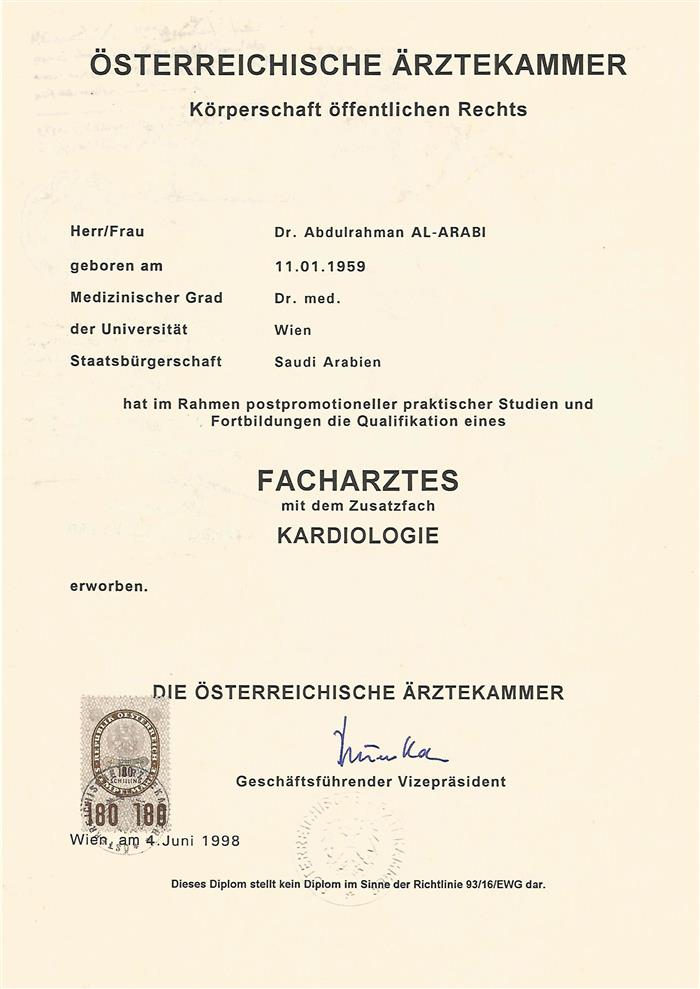 ÖSTERREICHISCHE ÄRZTEKAMMER
Körperschaft öffentlichen Rechts
Herr/Frau Dr. Abdulrahman AL-ARABI
geboren am 11.01.1959
Medizinischer Grad Dr. med.
der Universität Wien
Staatsbürgerschaft Saudi Arabien
hat im Rahmen postpromotioneller praktischer Studien und
Fortbildungen die Qualifikation eines
FACHARZTES
mit dem Zusatzfach
KARDIOLOGIE
erworben.
DIE ÖSTERREICHISCHE ÄRZTEKAMMER
Geschäftsführender Vizepräsident
180
SCHILLING
180 180
Wien, am 4.Juni 1998
Dieses Diplom stellt kein Diplom im Sinne der Richtlinie 93/16/EWG dar.